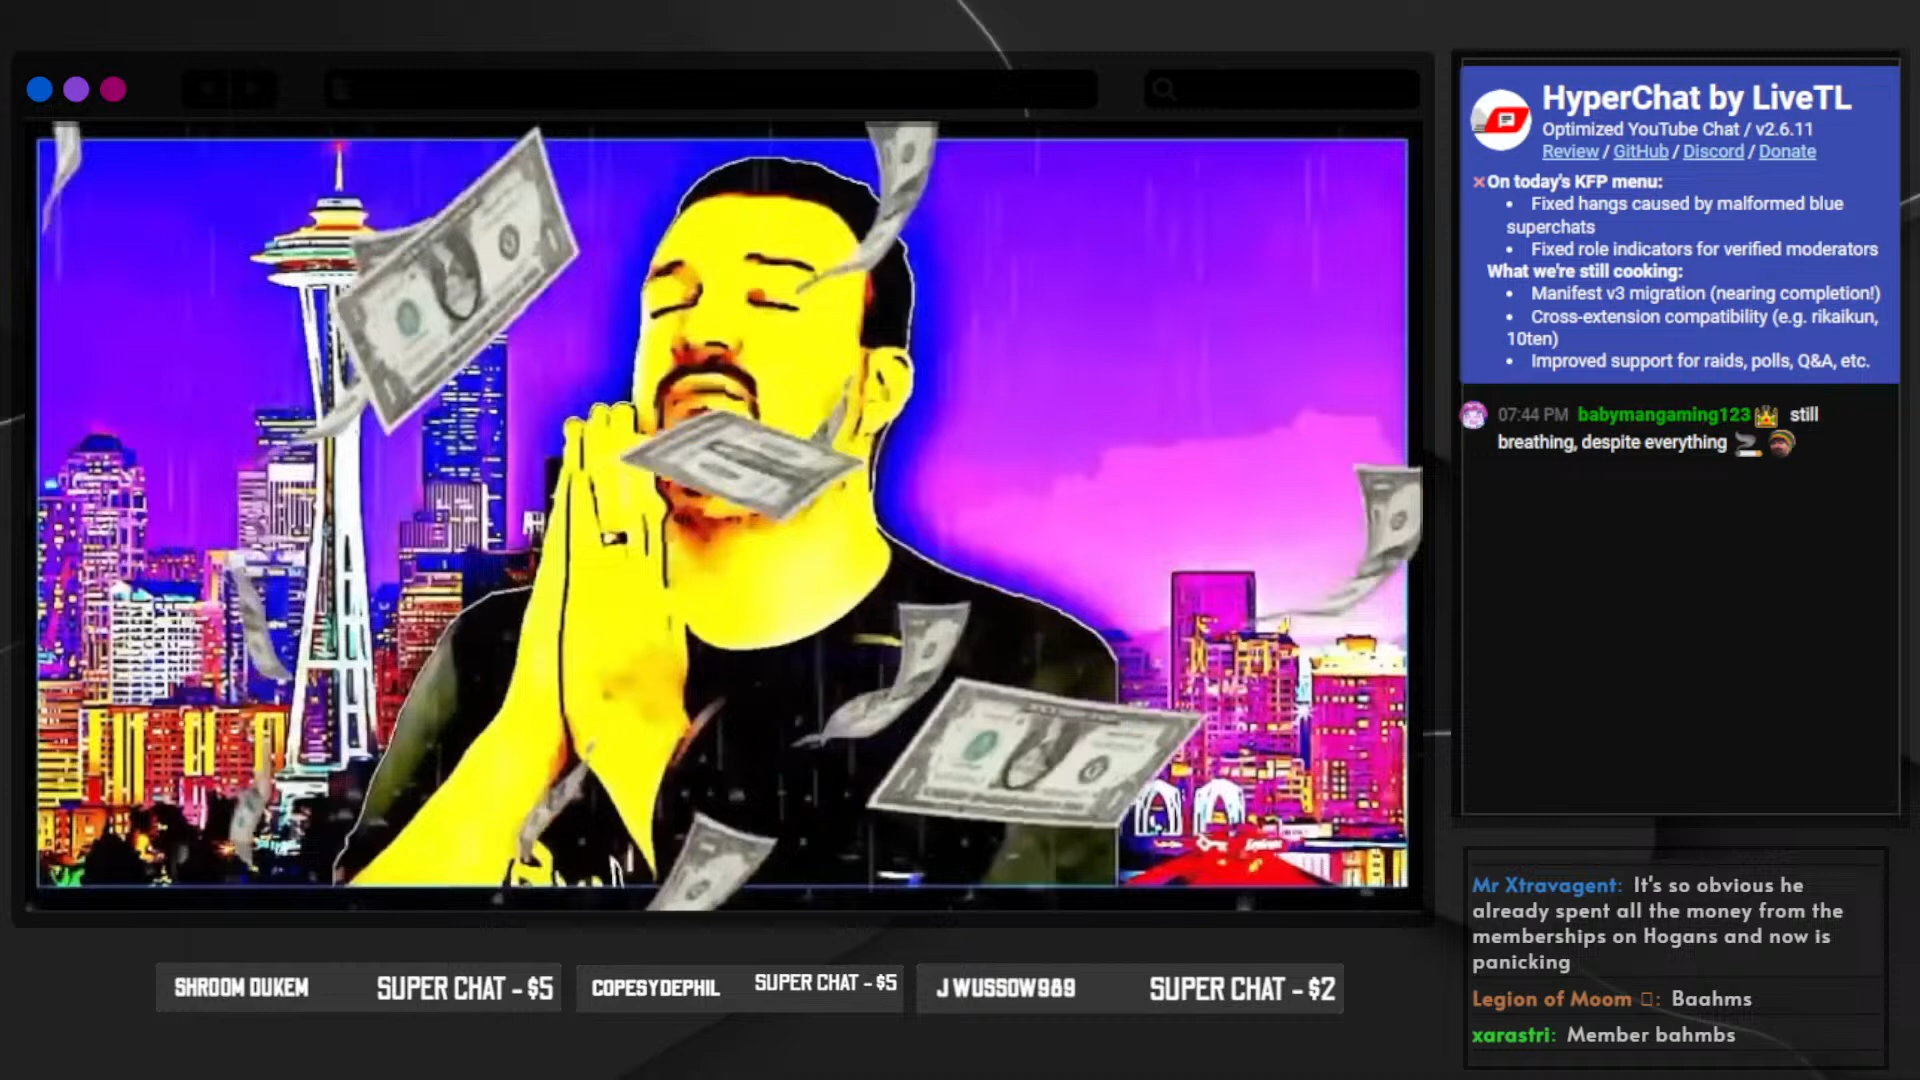 HyperChat by LiveTL
Optimized YouTube Chat / v2.6.11
Review / GitHub / Discord / Donate
On today's KFP menu:
• Fixed hangs caused by malformed blue
superchats
• Fixed role indicators for verified moderators
What we're still cooking:
• Manifest v3 migration (nearing completion!)
• Cross-extension compatibility (e.g. rikaikun,
10ten)
• Improved support for raids, polls, Q&A, etc.
07:44 PM babymangaming123 still
breathing, despite everything
Mr Xtravagent: It's so obvious he
already spent all the money from the
memberships on Hogans and now is
panicking
Legion of Moom : Baahms
xarastri: Member bahmbs
SHROOM DUKEM SUPER CHAT - $5
COPESYDEPHIL SUPER CHAT - $5
J WUSSOW989 SUPER CHAT - $2